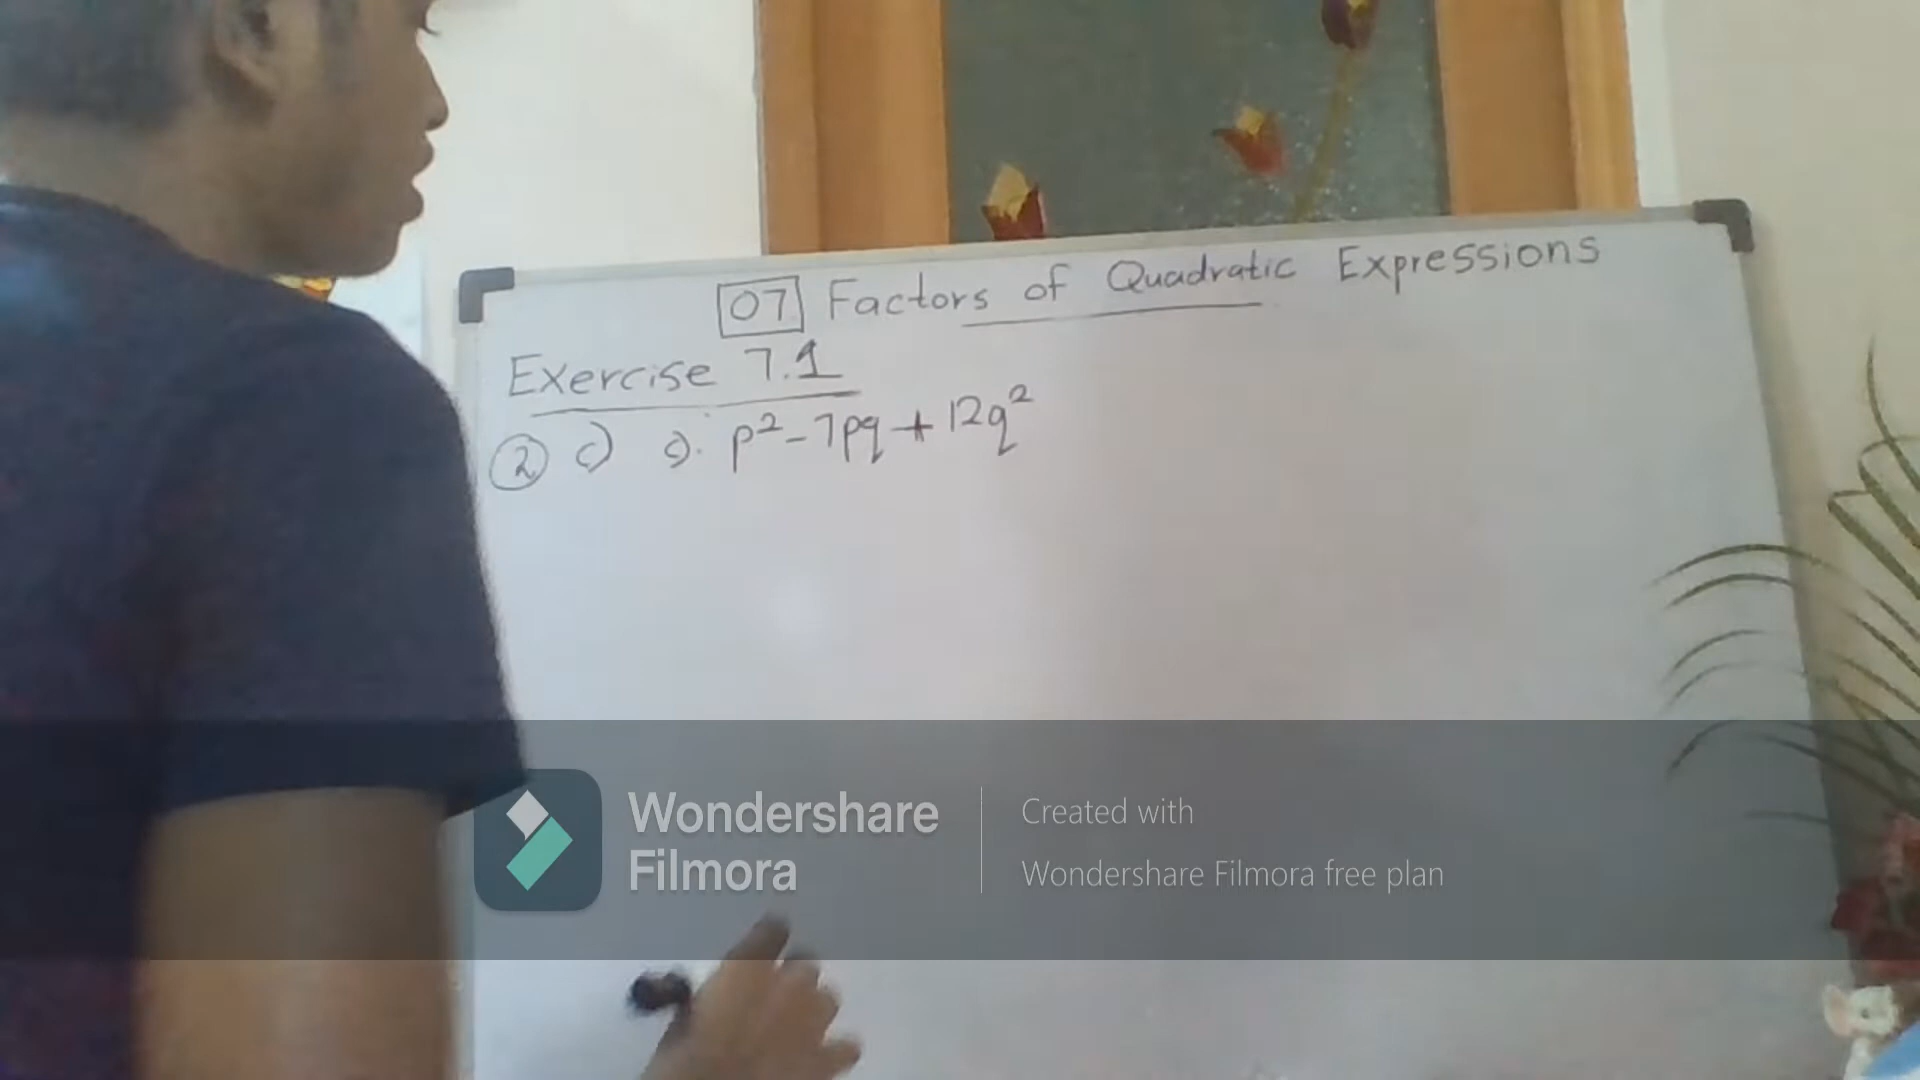 07 Factors of Quadratic Expressions
Exercise 7.1
② c) p² - 7pq + 12q²
Wondershare
Filmora
Created with
Wondershare Filmora free plan